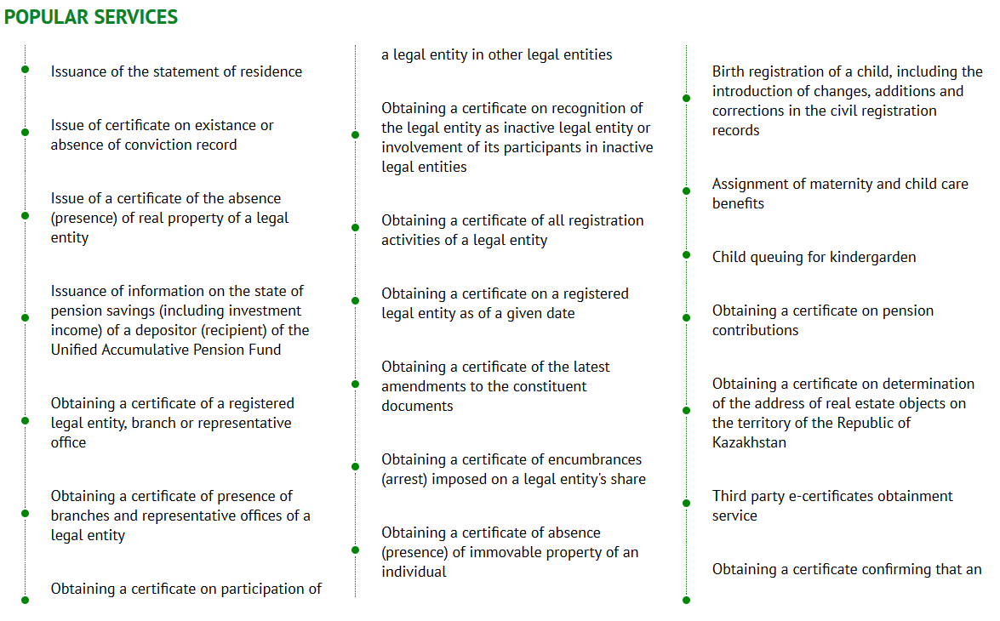 POPULAR SERVICES
Issuance of the statement of residence
Issue of certificate on existance or
absence of conviction record
Issue of a certificate of the absence
(presence) of real property of a legal
entity
Issuance of information on the state of
pension savings (including investment
income) of a depositor (recipient) of the
Unified Accumulative Pension Fund
Obtaining a certificate of a registered
legal entity, branch or representative
office
Obtaining a certificate of presence of
branches and representative offices of a
legal entity
Obtaining a certificate on participation of
a legal entity in other legal entities
Obtaining a certificate on recognition of
the legal entity as inactive legal entity or
involvement of its participants in inactive
legal entities
Obtaining a certificate of all registration
activities of a legal entity
Obtaining a certificate on a registered
legal entity as of a given date
Obtaining a certificate of the latest
amendments to the constituent
documents
Obtaining a certificate of encumbrances
(arrest) imposed on a legal entity's share
Obtaining a certificate of absence
(presence) of immovable property of an
individual
Birth registration of a child, including the
introduction of changes, additions and
corrections in the civil registration
records
Assignment of maternity and child care
benefits
Child queuing for kindergarden
Obtaining a certificate on pension
contributions
Obtaining a certificate on determination
of the address of real estate objects on
the territory of the Republic of
Kazakhstan
Third party e-certificates obtainment
service
Obtaining a certificate confirming that an